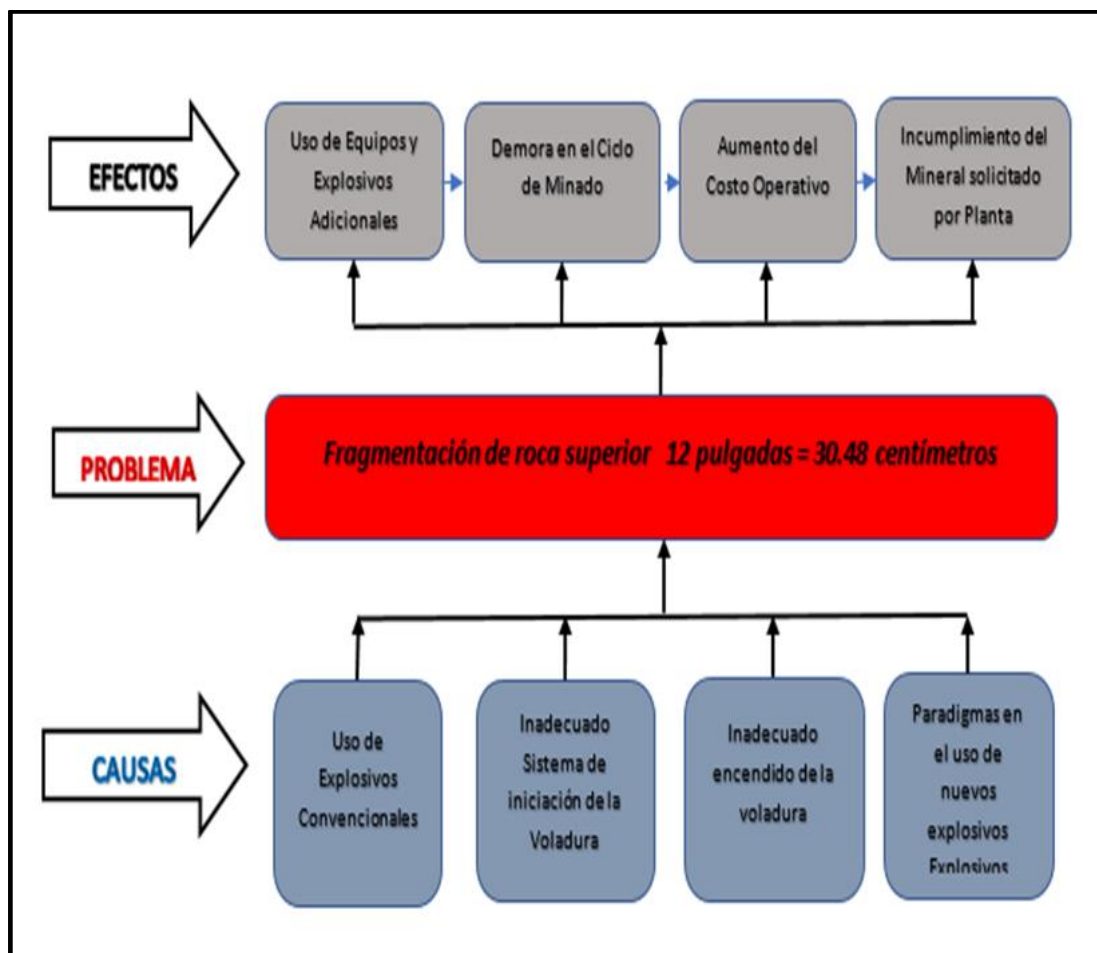 EFECTOS
Uso de Equipos y
Explosivos
Adicionales
Demora en el Ciclo
de Minado
Aumento del
Costo Operativo
Incumplimiento del
Mineral solicitado
por Planta
PROBLEMA
Fragmentación de roca superior 12 pulgadas = 30.48 centímetros
CAUSAS
Uso de
Explosivos
Convencionales
Inadecuado
Sistema de
iniciación de la
Voladura
Inadecuado
encendido de la
voladura
Paradigmas en
el uso de
nuevos
explosivos
Explosivos